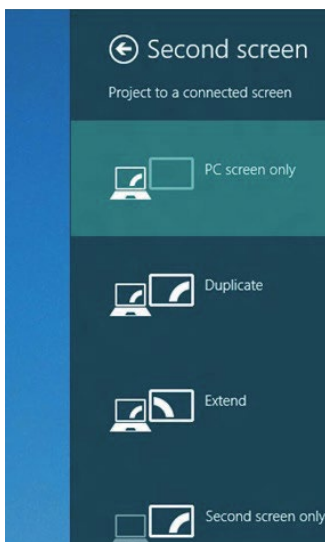 Second screen
Project to a connected screen
PC screen only
Duplicate
Extend
Second screen only